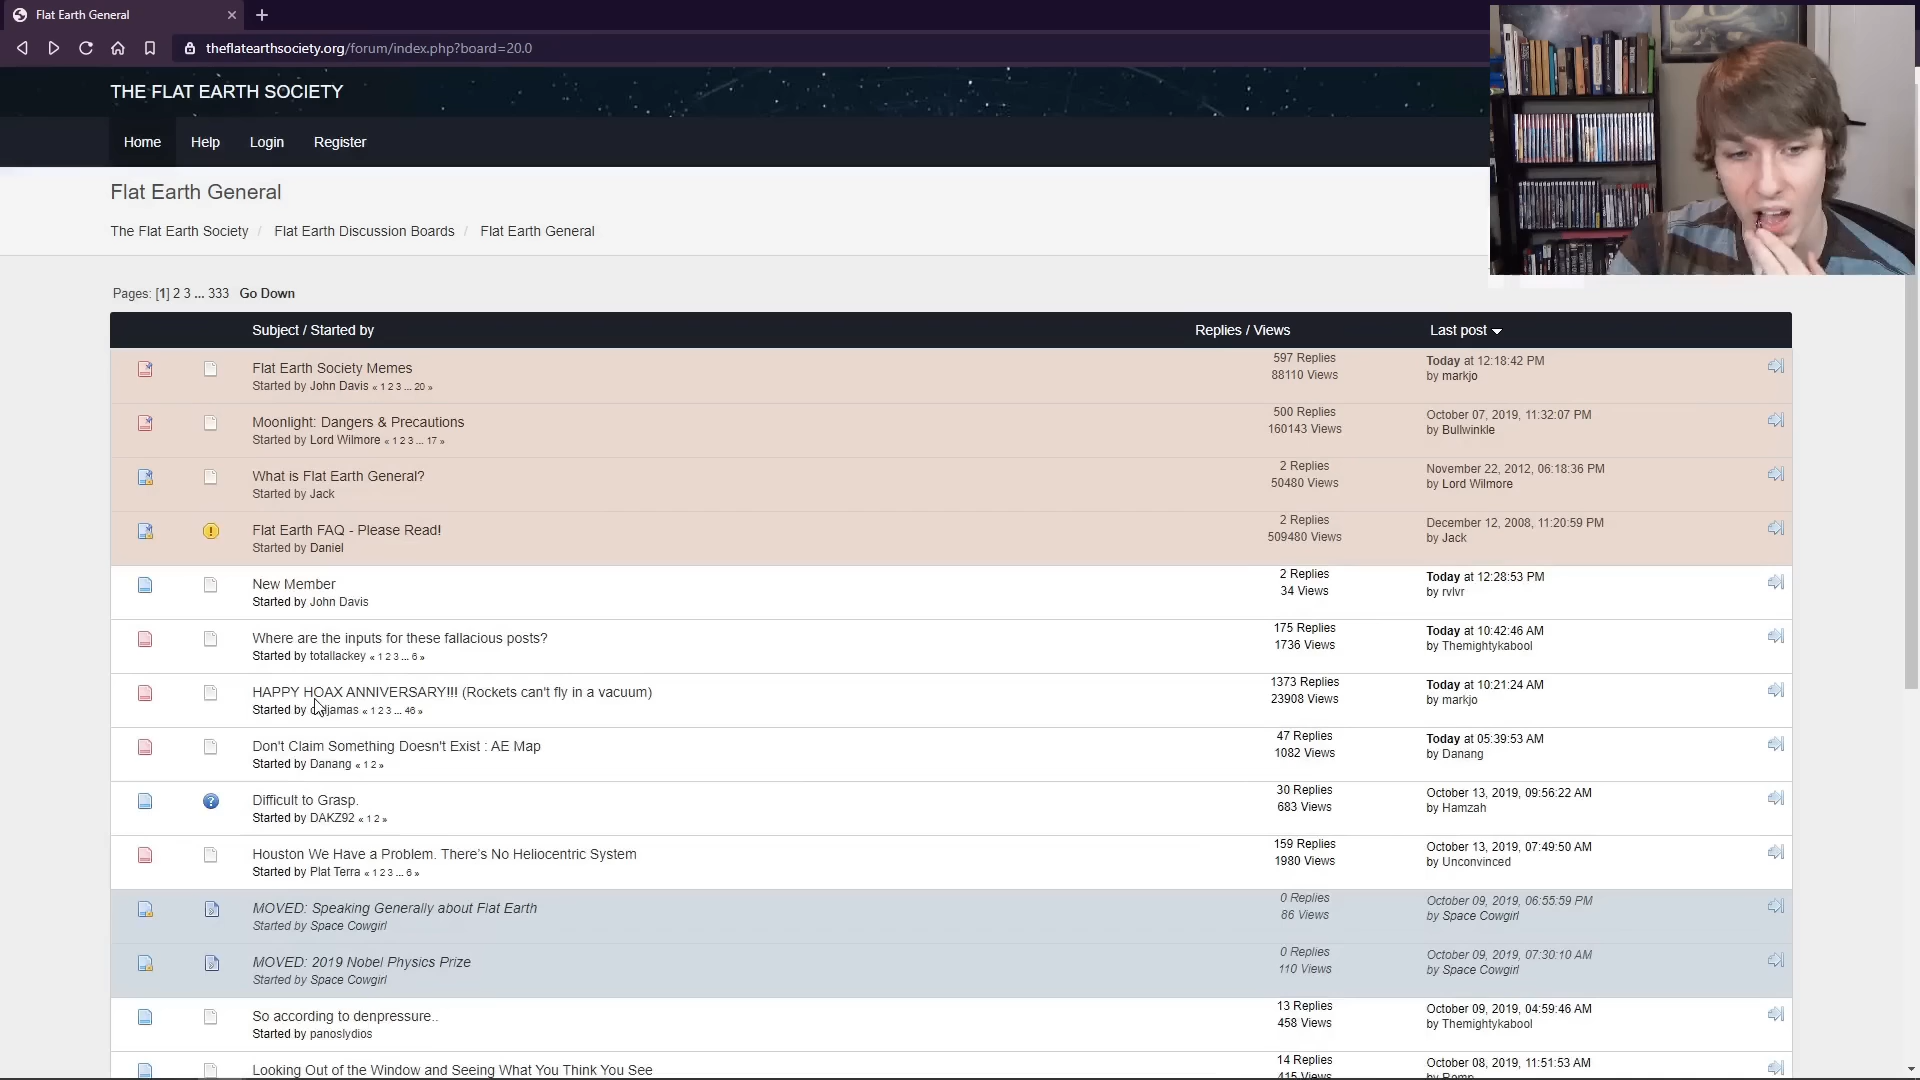 Flat Earth General
theflatearthsociety.org/forum/index.php?board=20.0
THE FLAT EARTH SOCIETY
Home Help Login Register
Flat Earth General
The Flat Earth Society / Flat Earth Discussion Boards / Flat Earth General
Pages: [1] 2 3 ... 333 Go Down
Subject / Started by Replies / Views Last post
Flat Earth Society Memes 597 Replies Today at 12:18:42 PM
Started by John Davis « 1 2 3 ... 20 » 88110 Views by markjo
Moonlight: Dangers & Precautions 500 Replies October 07, 2019, 11:32:07 PM
Started by Lord Wilmore « 1 2 3 ... 17 » 160143 Views by Bullwinkle
What is Flat Earth General? 2 Replies November 22, 2012, 06:18:36 PM
Started by Jack 50480 Views by Lord Wilmore
Flat Earth FAQ - Please Read! 2 Replies December 12, 2008, 11:20:59 PM
Started by Daniel 509480 Views by Jack
New Member 2 Replies Today at 12:28:53 PM
Started by John Davis 34 Views by rvlvr
Where are the inputs for these fallacious posts? 175 Replies Today at 10:42:46 AM
Started by totallackey « 1 2 3 ... 6 » 1736 Views by Themightykabool
HAPPY HOAX ANNIVERSARY!!! (Rockets can't fly in a vacuum) 1373 Replies Today at 10:21:24 AM
Started by « 1 2 3 ... 46 » 23908 Views by markjo
Don't Claim Something Doesn't Exist : AE Map 47 Replies Today at 05:39:53 AM
Started by Danang « 1 2 » 1082 Views by Danang
Difficult to Grasp. 30 Replies October 13, 2019, 09:56:22 AM
Started by DAKZ92 « 1 2 » 683 Views by Hamzah
Houston We Have a Problem. There's No Heliocentric System 159 Replies October 13, 2019, 07:49:50 AM
Started by Plat Terra « 1 2 3 ... 6 » 1980 Views by Unconvinced
MOVED: Speaking Generally about Flat Earth 0 Replies October 09, 2019, 06:55:59 PM
Started by Space Cowgirl 86 Views by Space Cowgirl
MOVED: 2019 Nobel Physics Prize 0 Replies October 09, 2019, 07:30:10 AM
Started by Space Cowgirl 110 Views by Space Cowgirl
So according to denpressure.. 13 Replies October 09, 2019, 04:59:46 AM
Started by panoslydios 458 Views by Themightykabool
Looking Out of the Window and Seeing What You Think You See 14 Replies October 08, 2019, 11:51:53 AM
415 Views